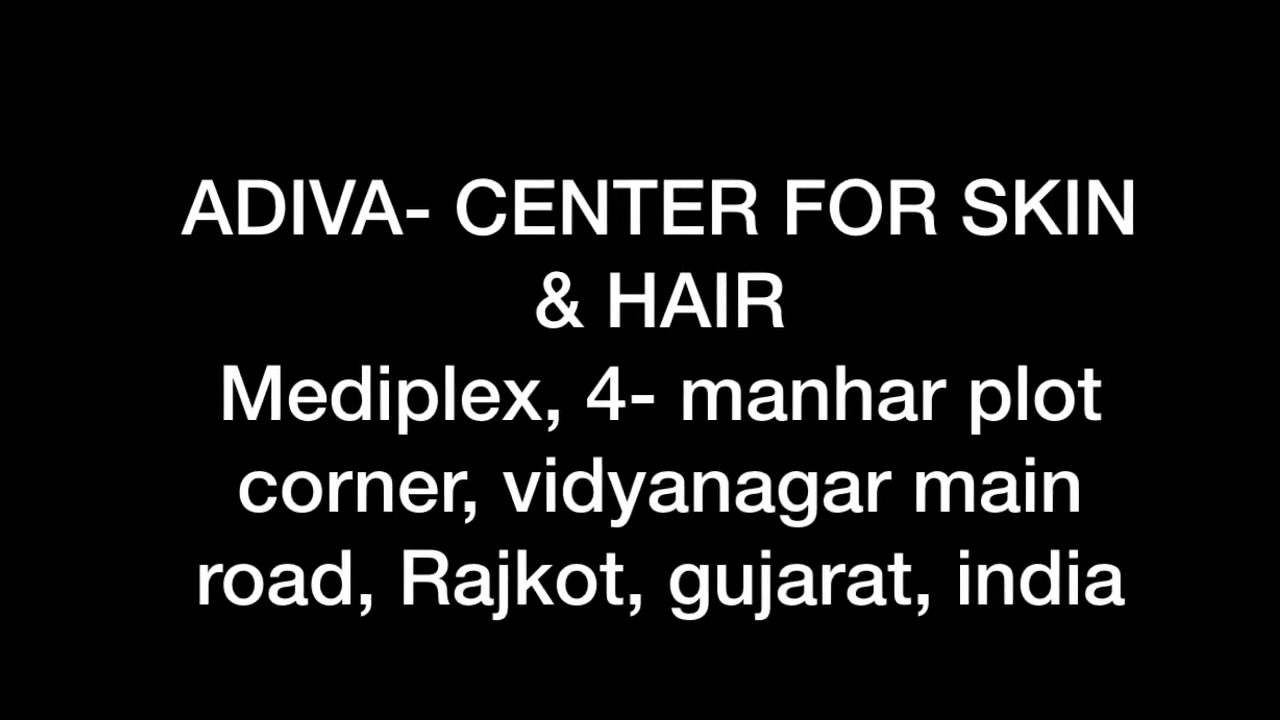 ADIVA- CENTER FOR SKIN
& HAIR
Mediplex, 4- manhar plot
corner, vidyanagar main
road, Rajkot, gujarat, india